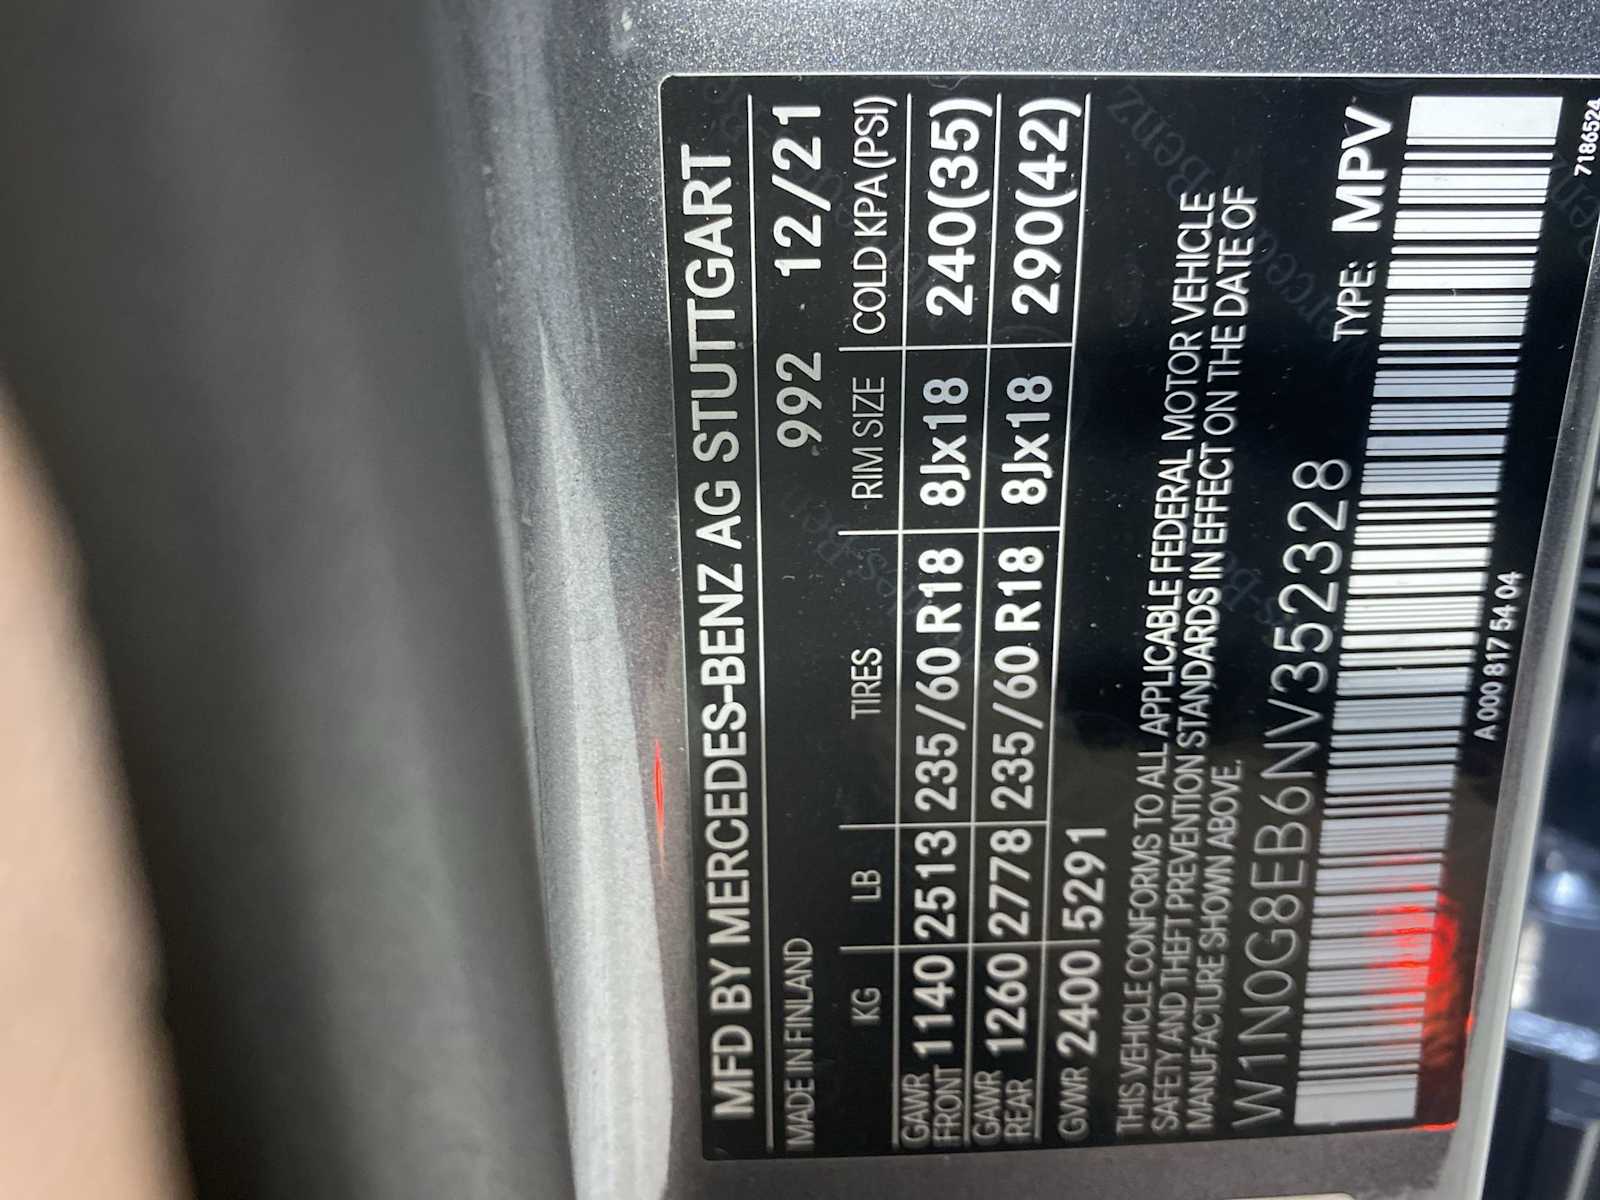 MFD BY MERCEDES-BENZ AG STUTTGART
MADE IN FINLAND 992 12/21
KG LB TIRES RIM SIZE COLD KPA (PSI)
GAWR FRONT 1140 2513 235/60 R18 8Jx18 240(35)
GAWR REAR 1260 2778 235/60 R18 8Jx18 290(42)
GVWR 2400 5291
THIS VEHICLE CONFORMS TO ALL APPLICABLE FEDERAL MOTOR VEHICLE
SAFETY AND THEFT PREVENTION STANDARDS IN EFFECT ON THE DATE OF
MANUFACTURE SHOWN ABOVE.
W1N0G8EB6NV352328 TYPE: MPV
A 000 817 54 04
7186524